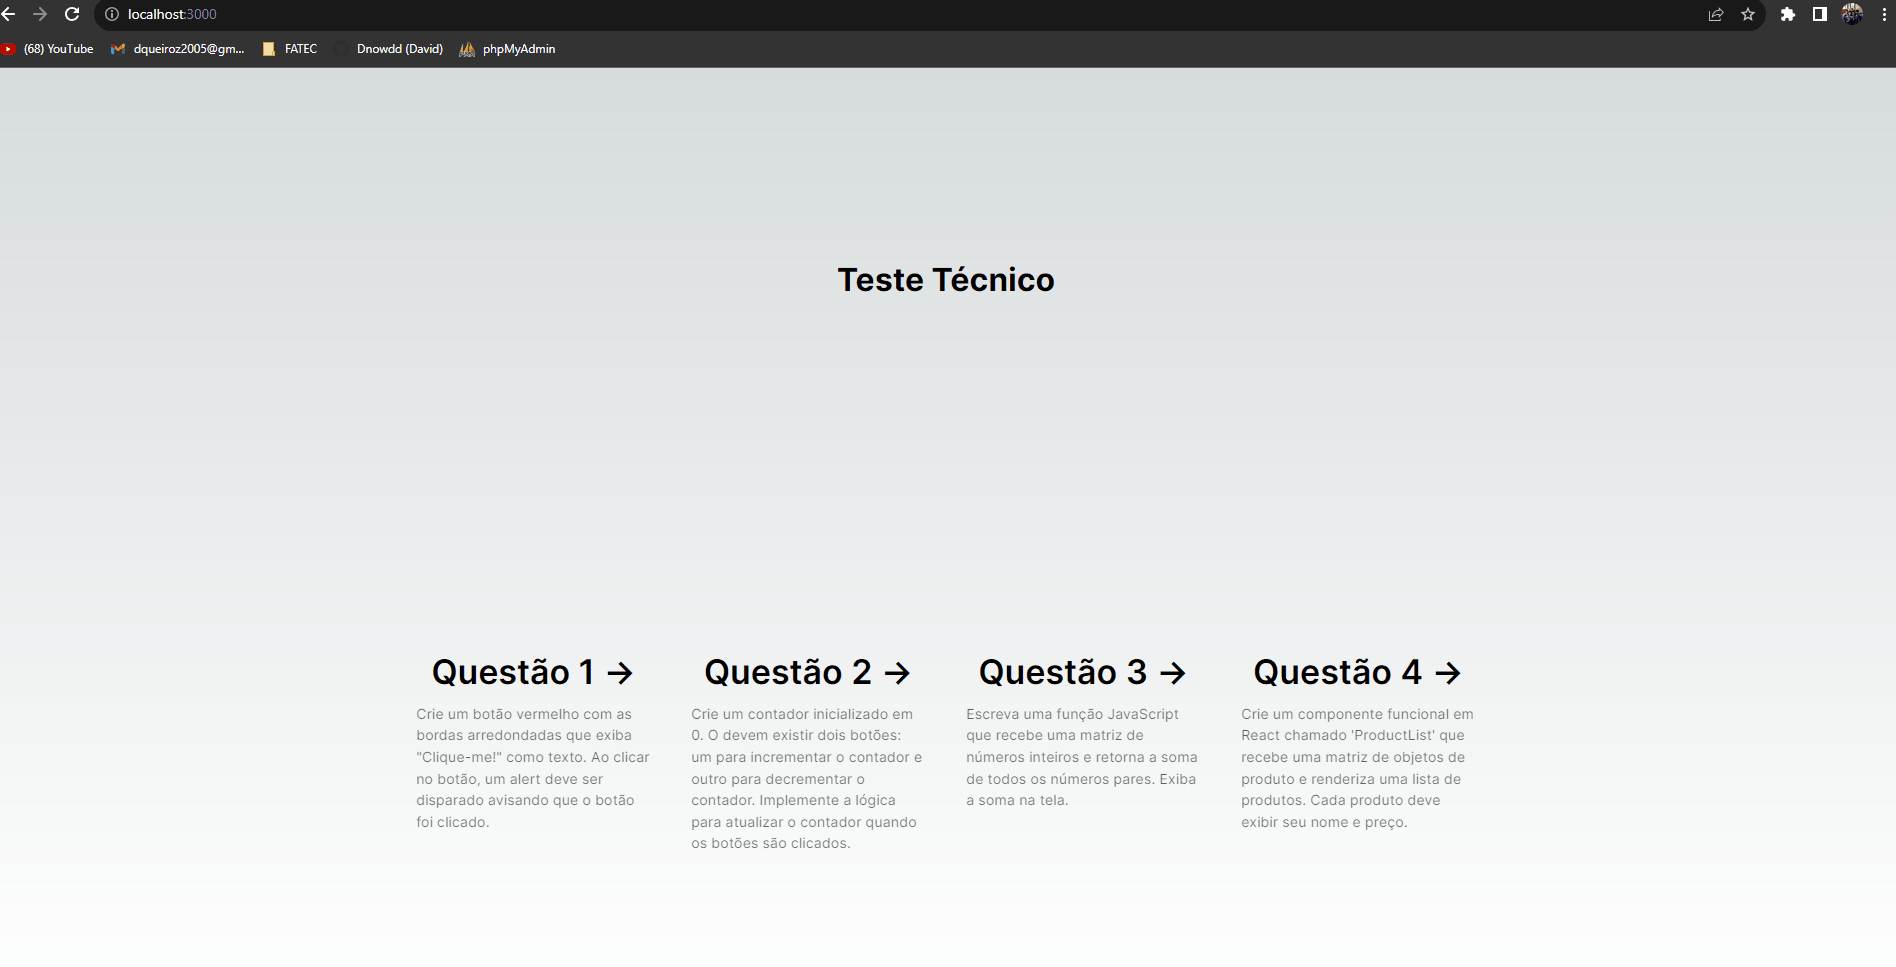 localhost:3000
(68) YouTube dqueiroz2005@gm... FATEC Dnowdd (David) phpMyAdmin
Teste Técnico
Questão 1 →
Crie um botão vermelho com as
bordas arredondadas que exiba
"Clique-me!" como texto. Ao clicar
no botão, um alert deve ser
disparado avisando que o botão
foi clicado.
Questão 2 →
Crie um contador inicializado em
0. O devem existir dois botões:
um para incrementar o contador e
outro para decrementar o
contador. Implemente a lógica
para atualizar o contador quando
os botões são clicados.
Questão 3 →
Escreva uma função JavaScript
que recebe uma matriz de
números inteiros e retorna a soma
de todos os números pares. Exiba
a soma na tela.
Questão 4 →
Crie um componente funcional em
React chamado 'ProductList' que
recebe uma matriz de objetos de
produto e renderiza uma lista de
produtos. Cada produto deve
exibir seu nome e preço.